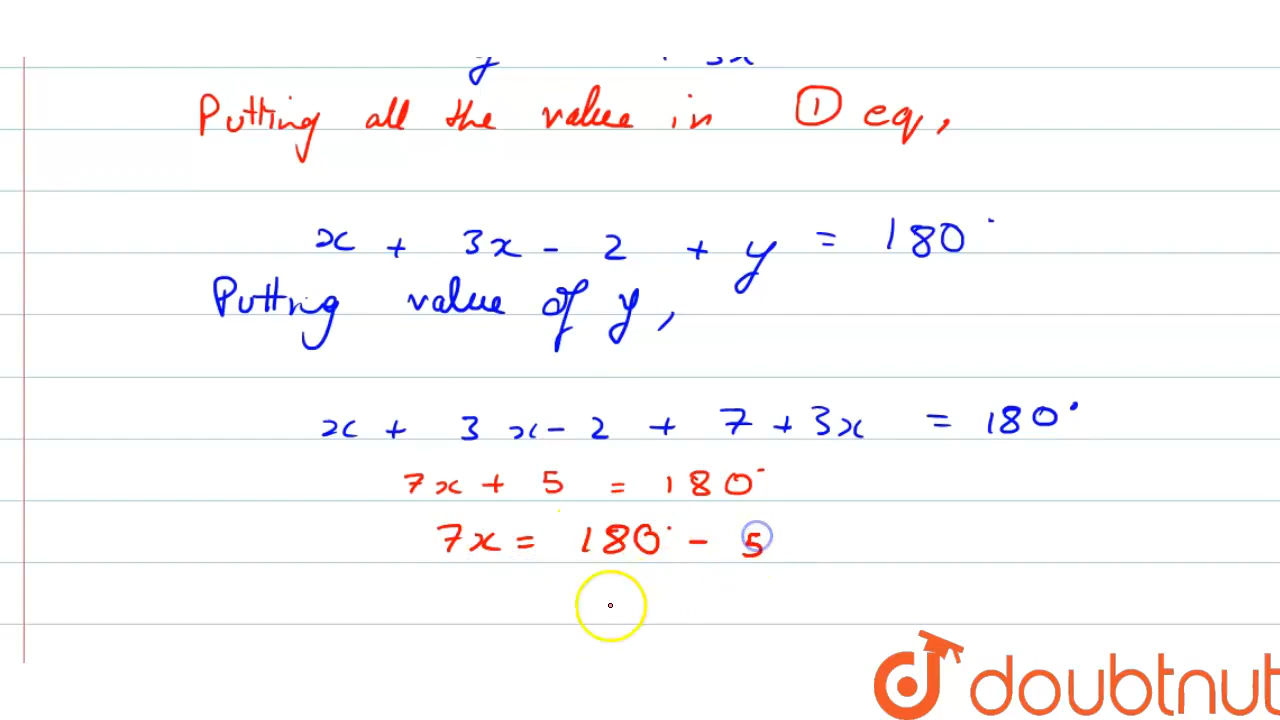 y 3x
Putting all the value in ① eq,
x + 3x - 2 + y = 180°
Putting value of y,
x + 3x - 2 + 7 + 3x = 180°
7x + 5 = 180°
7x = 180° - 5
doubtnut